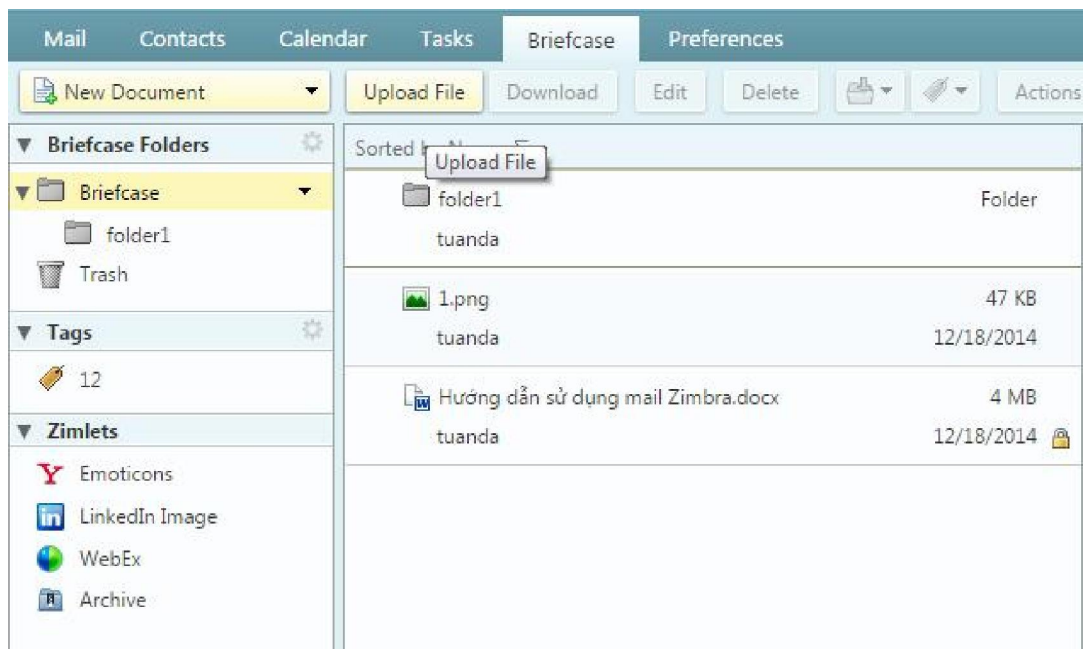 Mail Contacts Calendar Tasks Briefcase Preferences
New Document Upload File Download Edit Delete Actions
Briefcase Folders
Briefcase
folder1
Trash
Tags
12
Zimlets
Emoticons
LinkedIn Image
WebEx
Archive
Sorted
Upload File
folder1 Folder
tuanda
1.png 47 KB
tuanda 12/18/2014
Hướng dẫn sử dụng mail Zimbra.docx 4 MB
tuanda 12/18/2014